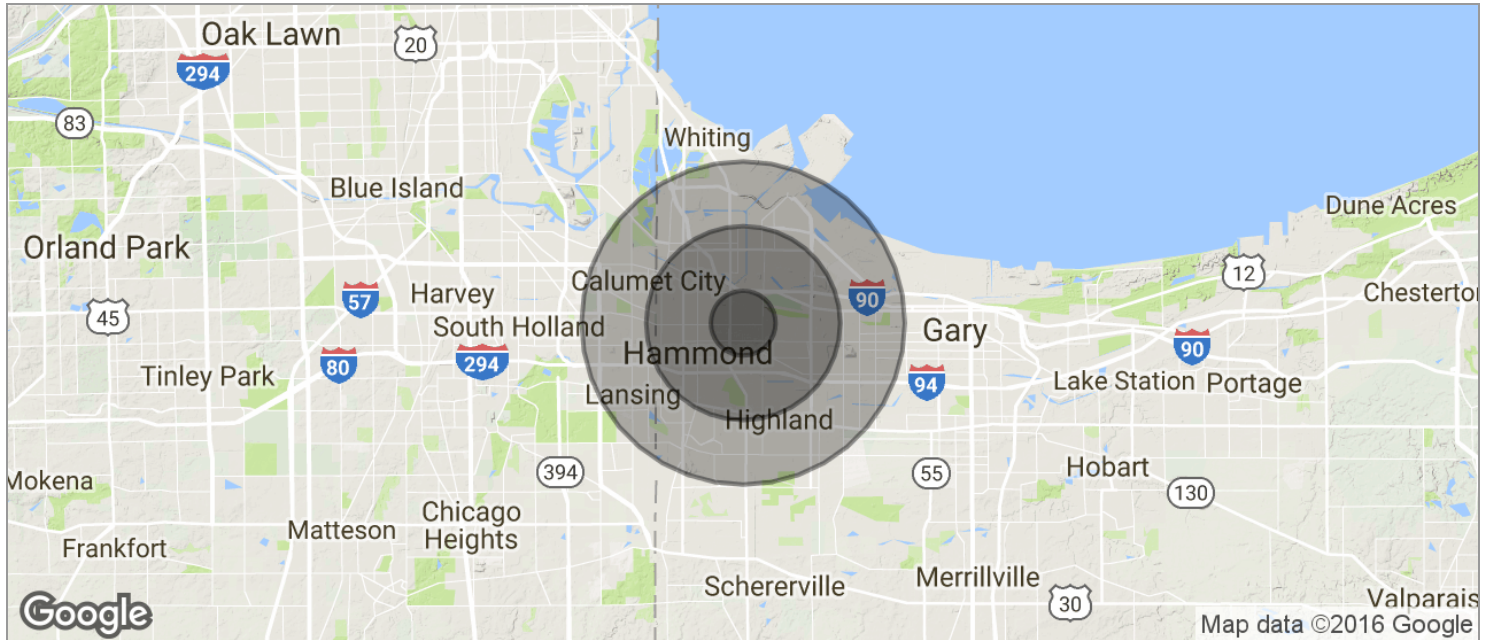 Oak Lawn
20
294
83
Whiting
Blue Island
Dune Acres
Orland Park
12
Calumet City
57
Harvey
90
Chesterton
45
South Holland
Gary
Hammond
90
80
294
Tinley Park
94
Lake Station
Portage
Lansing
Highland
Mokena
394
55
Hobart
130
Chicago
Heights
Matteson
Frankfort
Schererville
Merrillville
30
Valparais
Google
Map data ©2016 Google